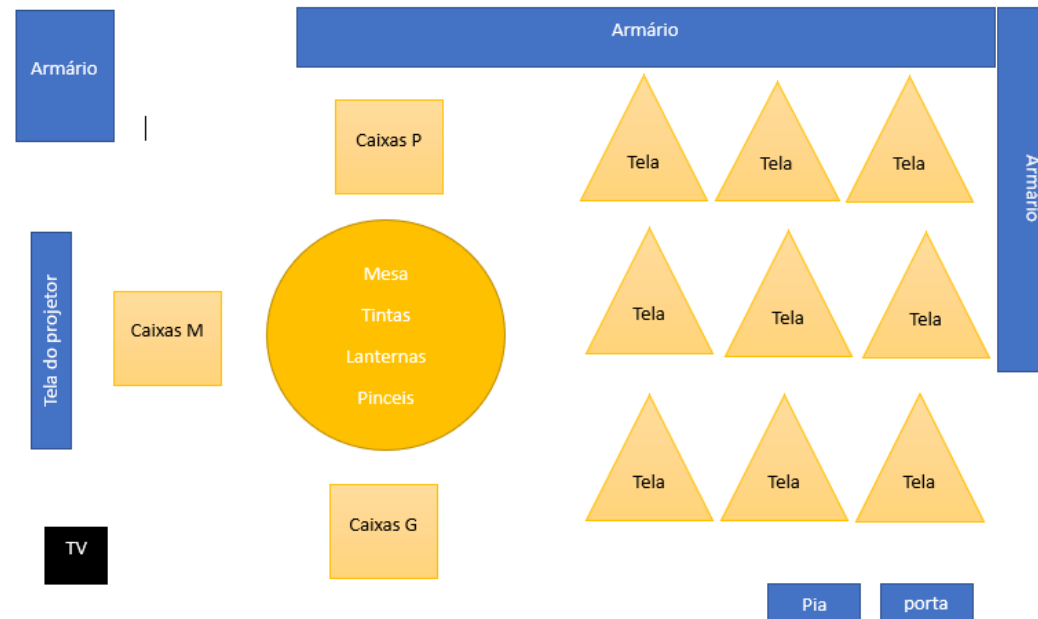 Armário
Armário
Armário
Caixas P
Tela
Tela
Tela
Mesa
Tintas
Lanternas
Pinceis
Tela do projetor
Caixas M
Tela
Tela
Tela
Caixas G
Tela
Tela
Tela
TV
Pia
porta